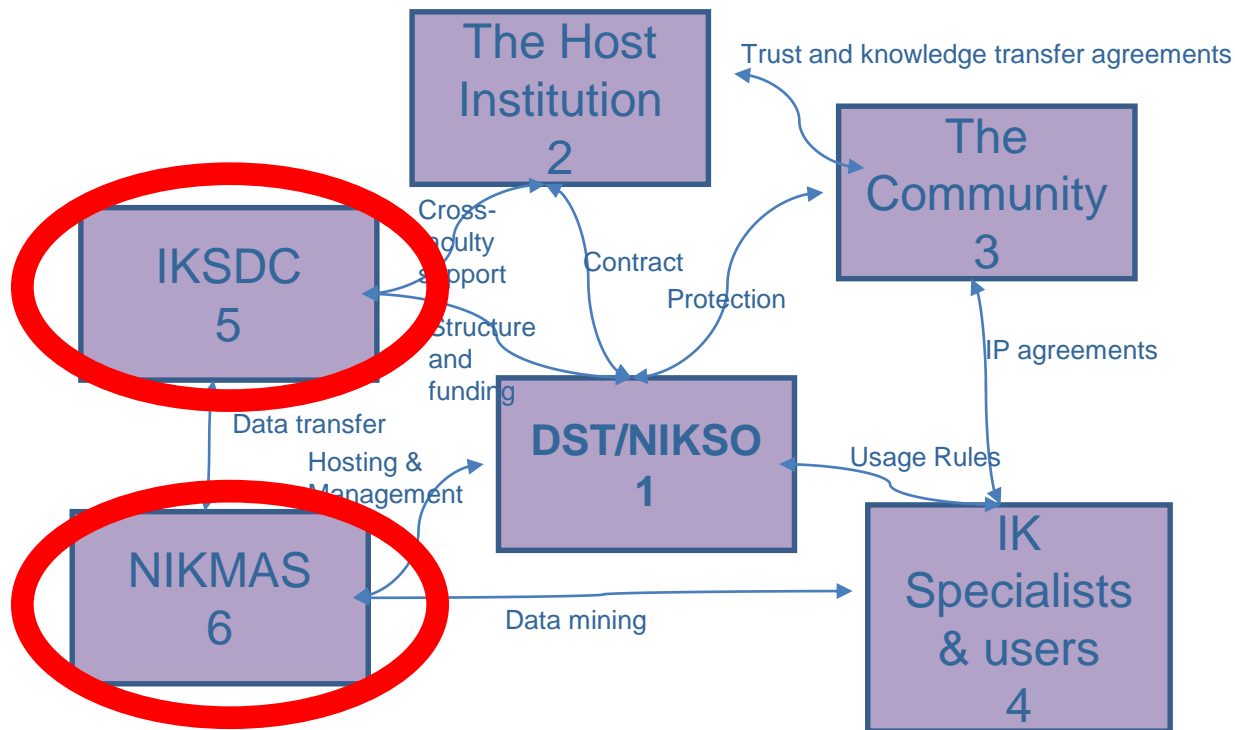 The Host
Institution
2
Trust and knowledge transfer agreements
The
Community
3
IKSDC
5
Cross-
faculty
support
Contract
Protection
Structure
and
funding
IP agreements
Data transfer
Hosting &
Management
DST/NIKSO
1
Usage Rules
NIKMAS
6
Data mining
IK
Specialists
& users
4